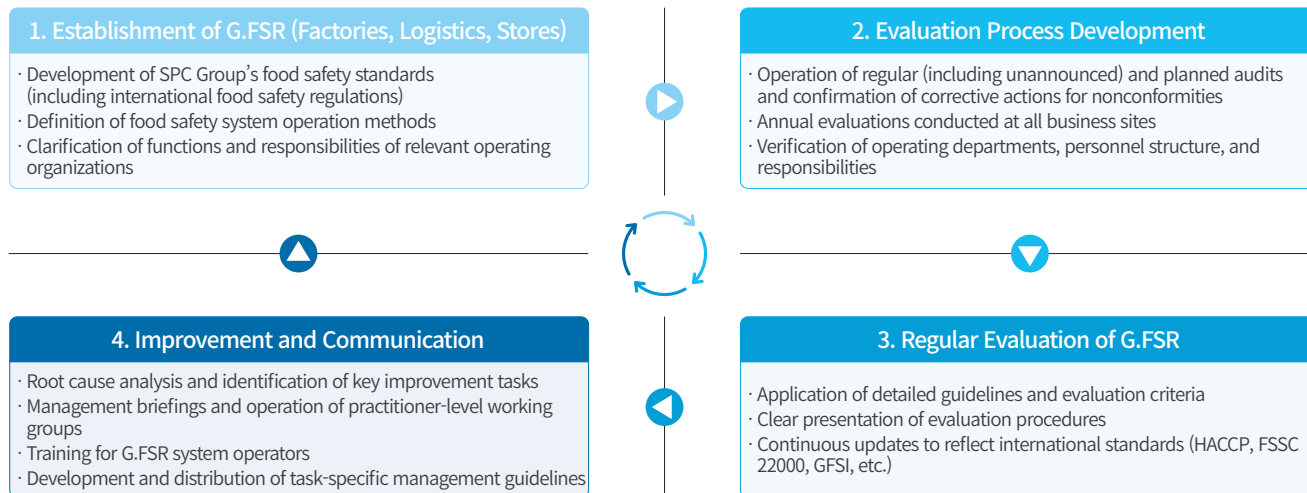 1. Establishment of G.FSR (Factories, Logistics, Stores)
· Development of SPC Group's food safety standards
(including international food safety regulations)
· Definition of food safety system operation methods
· Clarification of functions and responsibilities of relevant operating
organizations
2. Evaluation Process Development
· Operation of regular (including unannounced) and planned audits
and confirmation of corrective actions for nonconformities
· Annual evaluations conducted at all business sites
· Verification of operating departments, personnel structure, and
responsibilities
4. Improvement and Communication
· Root cause analysis and identification of key improvement tasks
· Management briefings and operation of practitioner-level working
groups
· Training for G.FSR system operators
· Development and distribution of task-specific management guidelines
3. Regular Evaluation of G.FSR
· Application of detailed guidelines and evaluation criteria
· Clear presentation of evaluation procedures
· Continuous updates to reflect international standards (HACCP, FSSC
22000, GFSI, etc.)